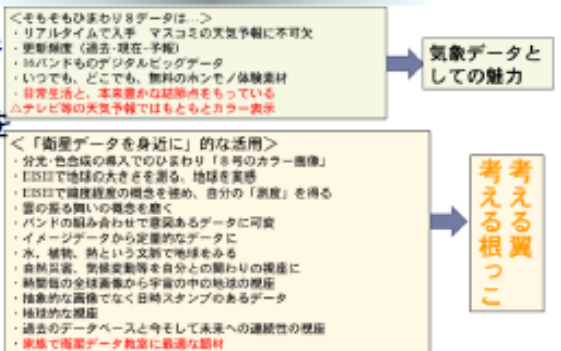 ＜そもそもひまわり８データは…＞
・リアルタイムで入手　マスコミの天気予報に不可欠
・更新頻度（過去-現在-予報）
・16バンドものデジタルビッグデータ
・いつでも、どこでも、無料のホンモノ体験素材
・日常生活と、本来豊かな結節点をもっている
△テレビ等の天気予報ではもともとカラー表示
気象データと
しての魅力
＜「衛星データを身近に」的な活用＞
・分光・色合成の導入でのひまわり「８号のカラー画像」
・EISEIで地球の大きさを測る、地球を実感
・EISEIで緯度経度の概念を確め、自分の「測度」を得る
・雲の振る舞いの概念を磨く
・バンドの組み合わせで意図あるデータに可変
・イメージデータから定量的なデータに
・水、植物、熱という文脈で地球をみる
・自然災害、気候変動等を自分との関わりの視座に
・時間毎の全球画像から宇宙の中の地球の視座
・抽象的な画像でなく日時スタンプのあるデータ
・地球的な視座
・過去のデータベースと今そして未来への連続性の視座
・家族で衛星データ教室に最適な題材
考える翼
考える根っこ